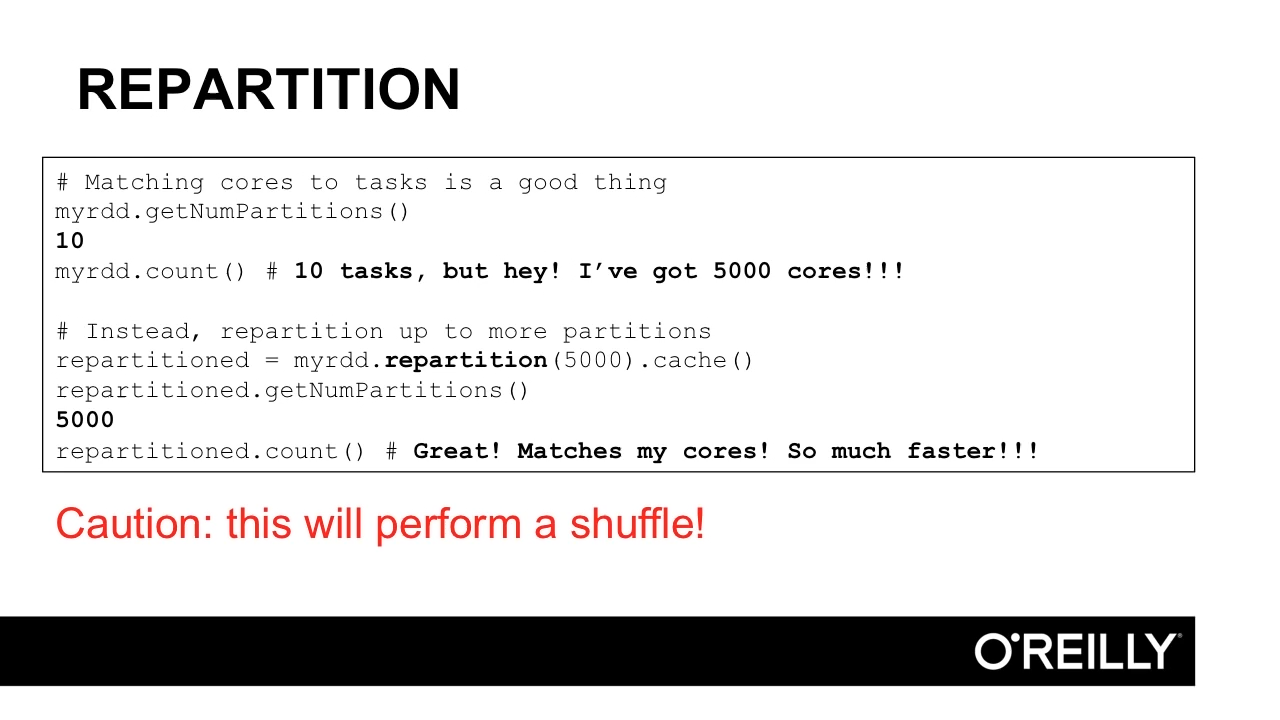 REPARTITION
# Matching cores to tasks is a good thing
myrdd.getNumPartitions()
10
myrdd.count() # 10 tasks, but hey! I’ve got 5000 cores!!!
# Instead, repartition up to more partitions
repartitioned = myrdd.repartition(5000).cache()
repartitioned.getNumPartitions()
5000
repartitioned.count() # Great! Matches my cores! So much faster!!!
Caution: this will perform a shuffle!
O'REILLY®